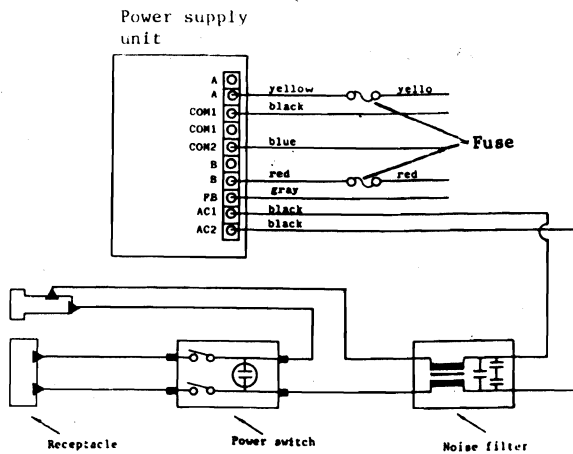 Power supply
unit
A
A yellow yello
COM1 black
COM1
COM2 blue
Fuse
B
B red red
FB gray
AC1 black
AC2 black
Receptacle
Power switch
Noise filter